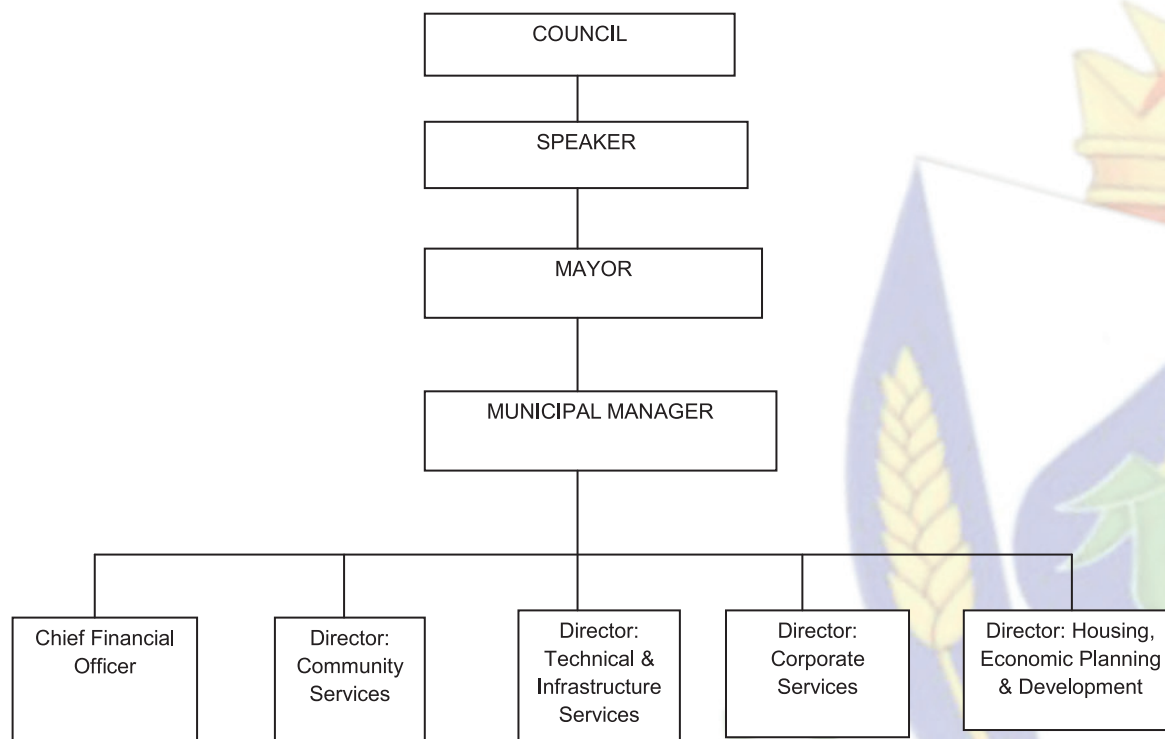 COUNCIL
SPEAKER
MAYOR
MUNICIPAL MANAGER
Chief Financial
Officer
Director:
Community
Services
Director:
Technical &
Infrastructure
Services
Director:
Corporate
Services
Director: Housing,
Economic Planning
& Development